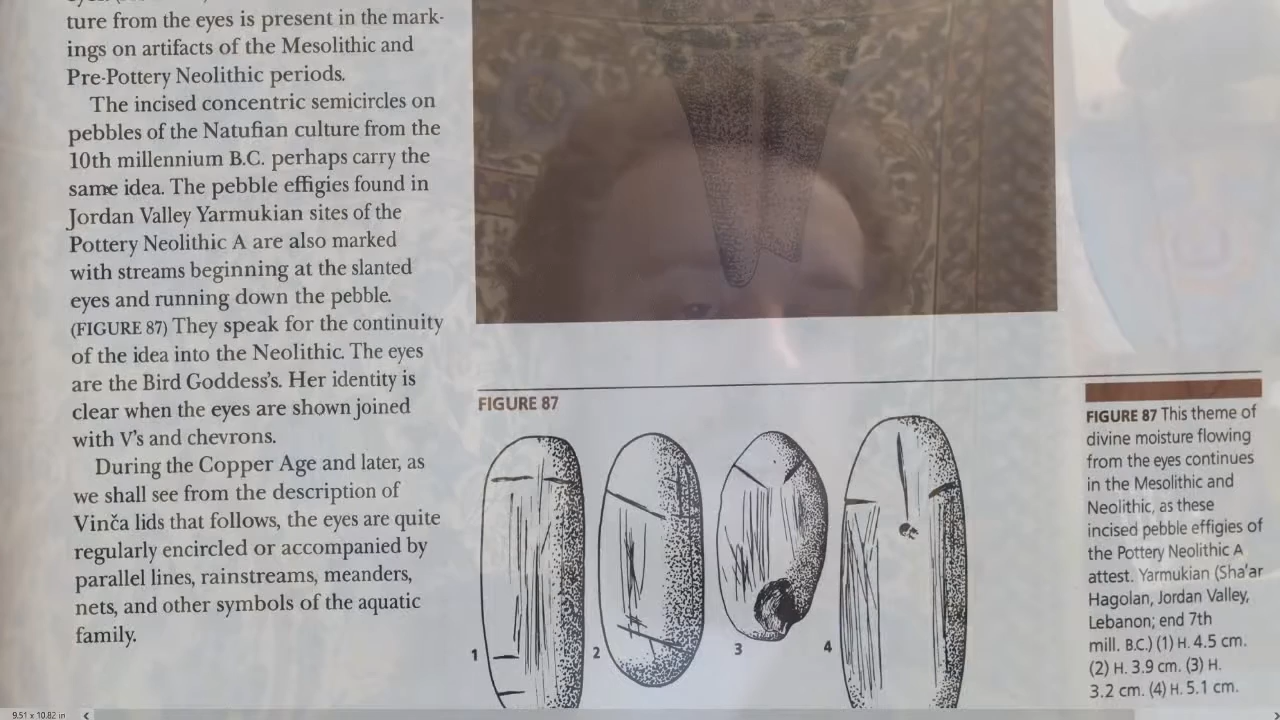 ture from the eyes is present in the mark-
ings on artifacts of the Mesolithic and
Pre-Pottery Neolithic periods.
The incised concentric semicircles on
pebbles of the Natufian culture from the
10th millennium B.C. perhaps carry the
same idea. The pebble effigies found in
Jordan Valley Yarmukian sites of the
Pottery Neolithic A are also marked
with streams beginning at the slanted
eyes and running down the pebble.
(FIGURE 87) They speak for the continuity
of the idea into the Neolithic. The eyes
are the Bird Goddess's. Her identity is
clear when the eyes are shown joined
with V's and chevrons.
During the Copper Age and later, as
we shall see from the description of
Vinča lids that follows, the eyes are quite
regularly encircled or accompanied by
parallel lines, rainstreams, meanders,
nets, and other symbols of the aquatic
family.
FIGURE 87
1
2
3
4
FIGURE 87 This theme of
divine moisture flowing
from the eyes continues
in the Mesolithic and
Neolithic, as these
incised pebble effigies of
the Pottery Neolithic A
attest. Yarmukian (Sha'ar
Hagolan, Jordan Valley,
Lebanon; end 7th
mill. B.C.) (1) H. 4.5 cm.
(2) H. 3.9 cm. (3) H.
3.2 cm. (4) H. 5.1 cm.
9.51 x 10.82 in